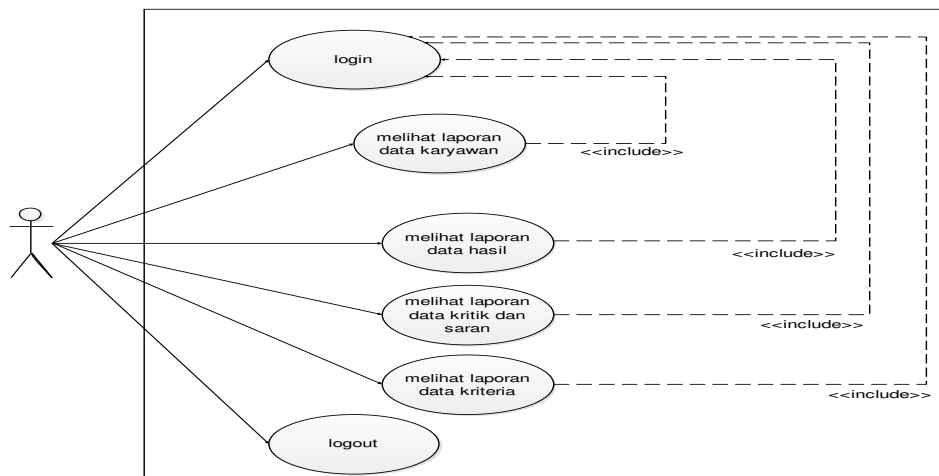 login
melihat laporan
data karyawan
<<include>>
melihat laporan
data hasil
<<include>>
melihat laporan
data kritik dan
saran
<<include>>
melihat laporan
data kriteria
<<include>>
logout